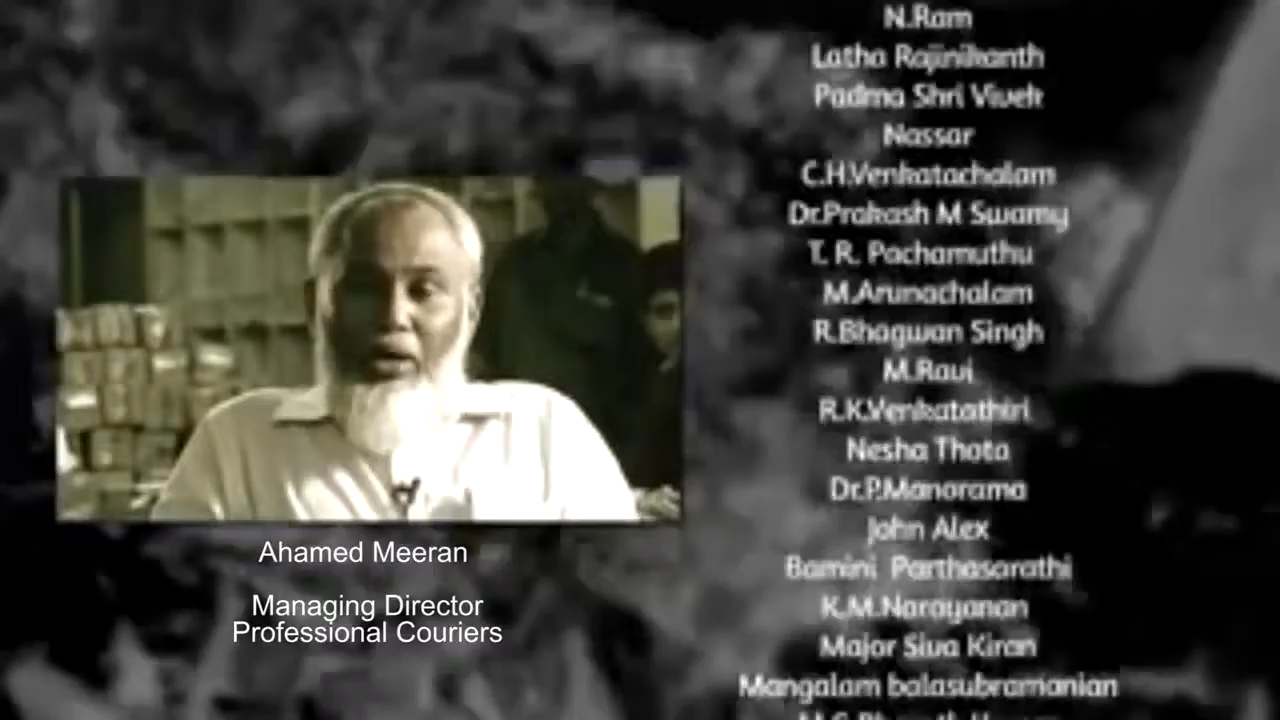 N.Ram
Latha Rajinikanth
Padma Shri Vivek
Nassar
C.H.Venkatachalam
Dr.Prakash M Swamy
T. R. Pachamuthu
M.Arunachalam
R.Bhagwan Singh
M.Ravi
R.K.Venkatathiri
Nesha Thota
Dr.P.Manorama
John Alex
Bamini Parthasarathi
K.M.Narayanan
Major Siva Kiran
Mangalam balasubramanian
Ahamed Meeran
Managing Director
Professional Couriers